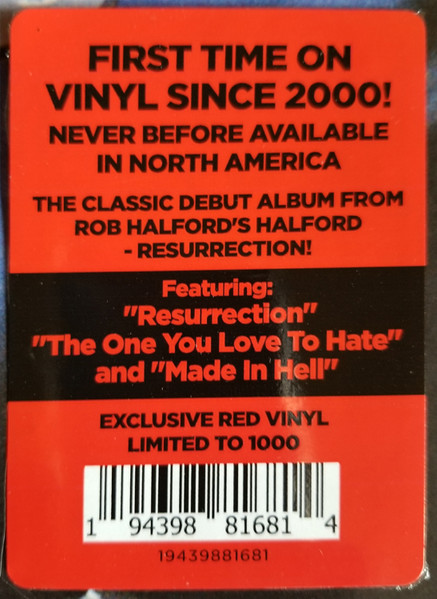 FIRST TIME ON
VINYL SINCE 2000!
NEVER BEFORE AVAILABLE
IN NORTH AMERICA
THE CLASSIC DEBUT ALBUM FROM
ROB HALFORD'S HALFORD
- RESURRECTION!
Featuring:
"Resurrection"
"The One You Love To Hate"
and "Made In Hell"
EXCLUSIVE RED VINYL
LIMITED TO 1000
1 94398 81681 4
19439881681